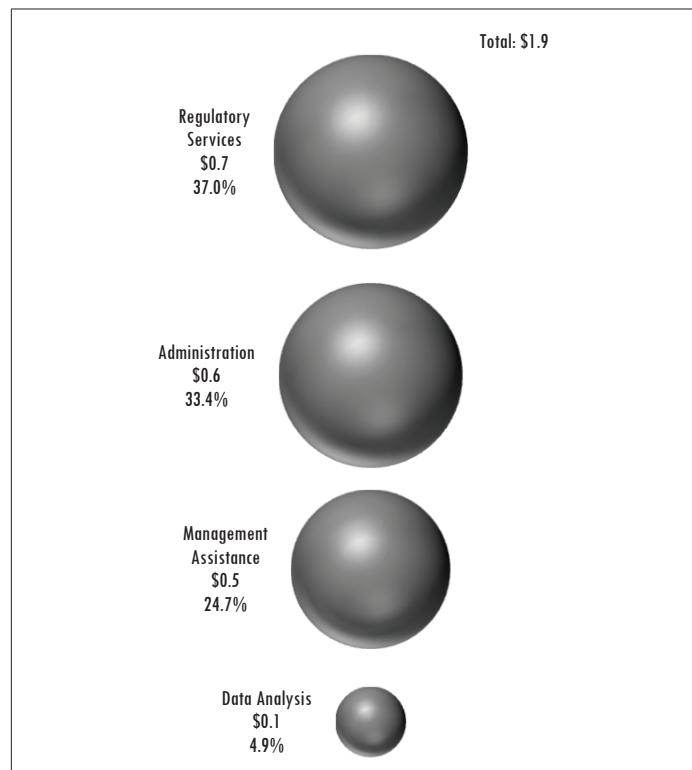 Total: $1.9
Regulatory
Services
$0.7
37.0%
Administration
$0.6
33.4%
Management
Assistance
$0.5
24.7%
Data Analysis
$0.1
4.9%